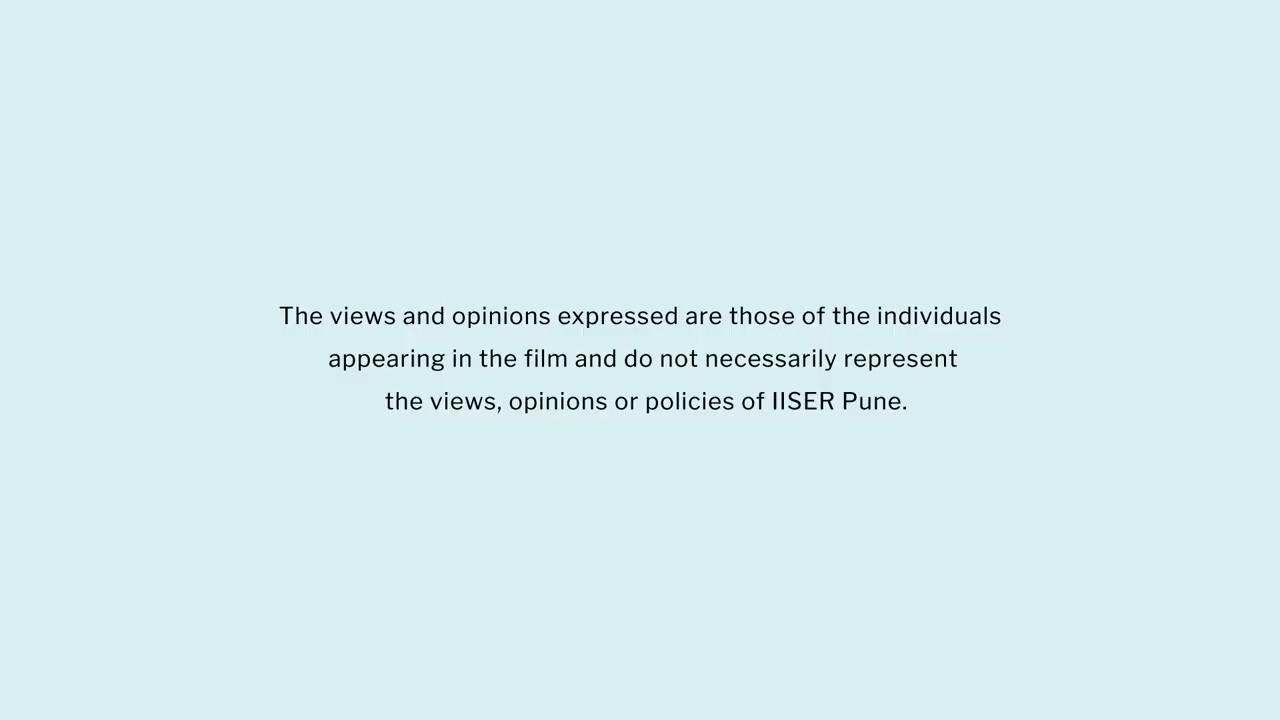 The views and opinions expressed are those of the individuals
appearing in the film and do not necessarily represent
the views, opinions or policies of IISER Pune.